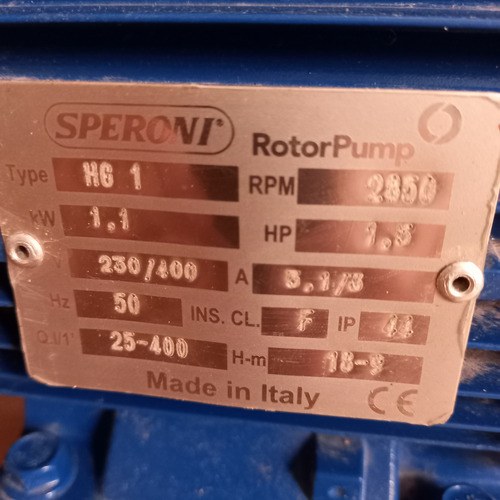 SPERONI® RotorPump
Type HG 1 RPM 2850
kW 1.1 HP 1.5
V 230/400 A 5.1/3
Hz 50 INS. CL. F IP 44
Q.l/1' 25-400 H-m 18-9
Made in Italy CE